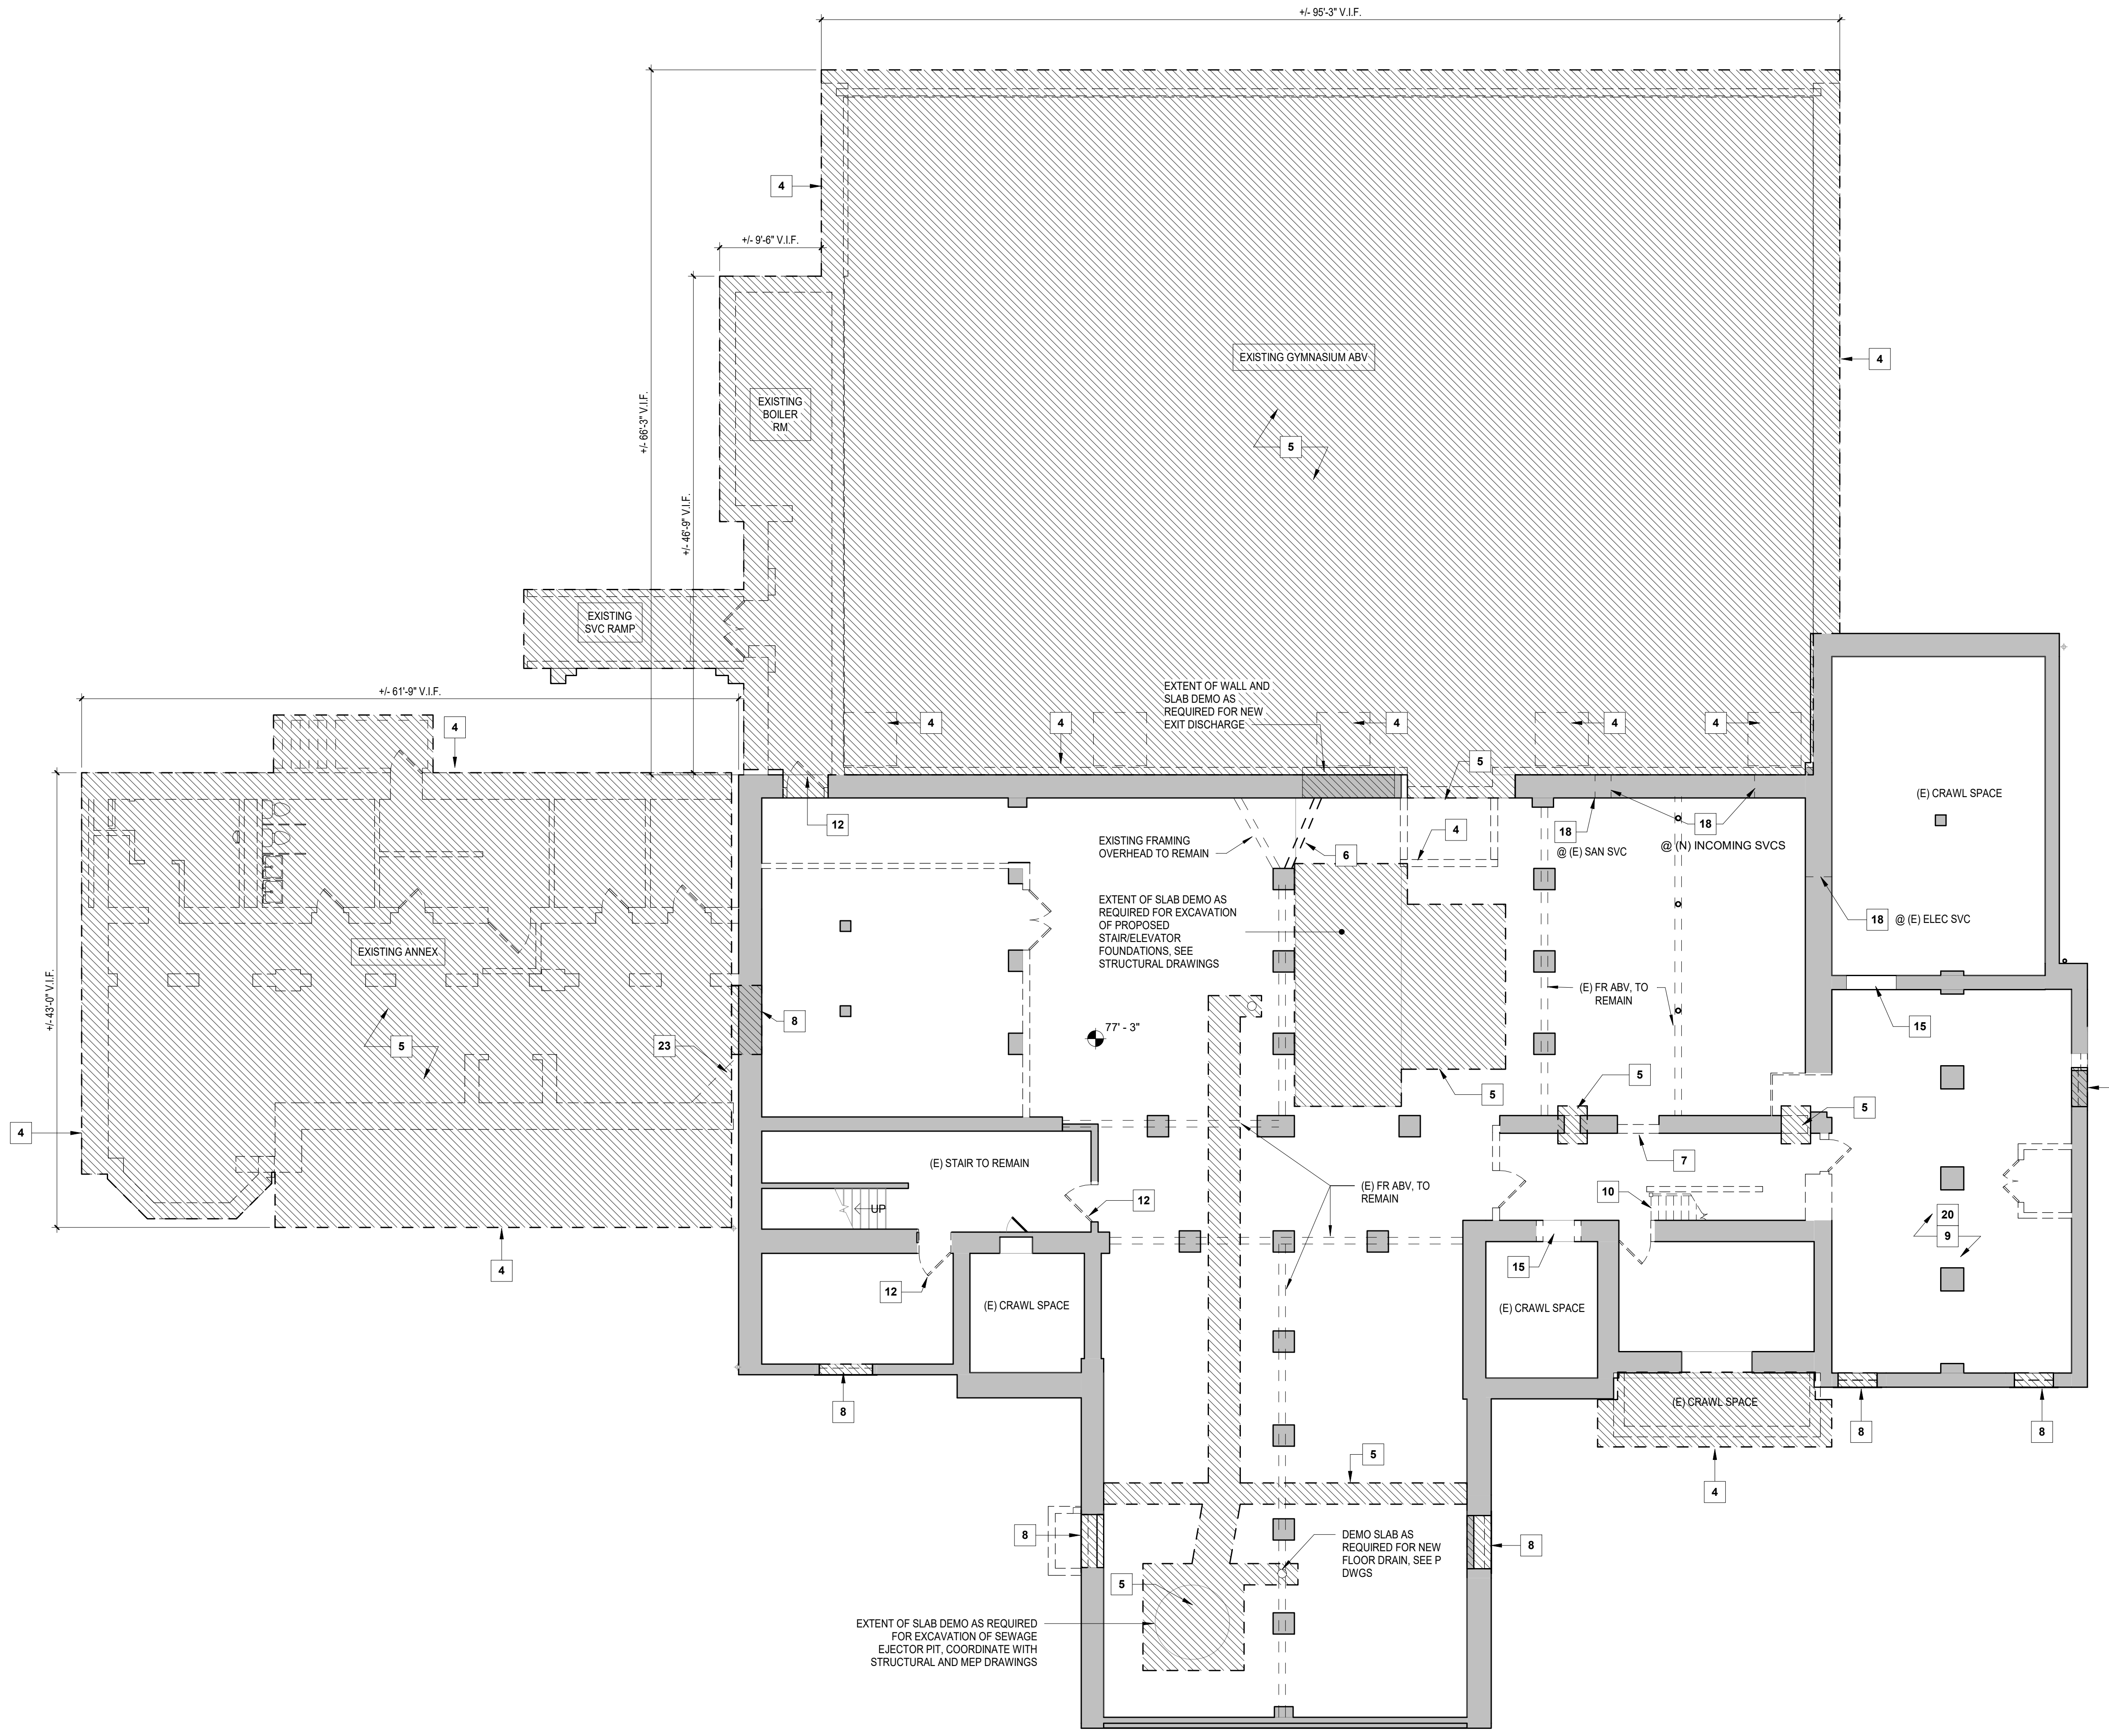 +/- 95'-3" V.I.F.
4
+/- 9'-6" V.I.F.
EXISTING GYMNASIUM ABV
4
5
+/- 66'-3" V.I.F.
EXISTING
BOILER
RM
+/- 46'-9" V.I.F.
EXISTING
SVC RAMP
+/- 61'-9" V.I.F.
4
EXTENT OF WALL AND
SLAB DEMO AS
REQUIRED FOR NEW
EXIT DISCHARGE
4
4
4
4
4
5
12
EXISTING FRAMING
OVERHEAD TO REMAIN
6
4
18
@ (E) SAN SVC
18
@ (N) INCOMING SVCS
(E) CRAWL SPACE
18
@ (E) ELEC SVC
EXTENT OF SLAB DEMO AS
REQUIRED FOR EXCAVATION
OF PROPOSED
STAIR/ELEVATOR
FOUNDATIONS, SEE
STRUCTURAL DRAWINGS
EXISTING ANNEX
+/- 43'-0" V.I.F.
5
23
8
77' - 3"
(E) FR ABV, TO
REMAIN
15
5
5
5
4
(E) STAIR TO REMAIN
UP
12
(E) FR ABV, TO
REMAIN
7
10
20
9
4
12
(E) CRAWL SPACE
15
(E) CRAWL SPACE
8
(E) CRAWL SPACE
8
8
4
5
8
DEMO SLAB AS
REQUIRED FOR NEW
FLOOR DRAIN, SEE P
DWGS
8
5
EXTENT OF SLAB DEMO AS REQUIRED
FOR EXCAVATION OF SEWAGE
EJECTOR PIT, COORDINATE WITH
STRUCTURAL AND MEP DRAWINGS